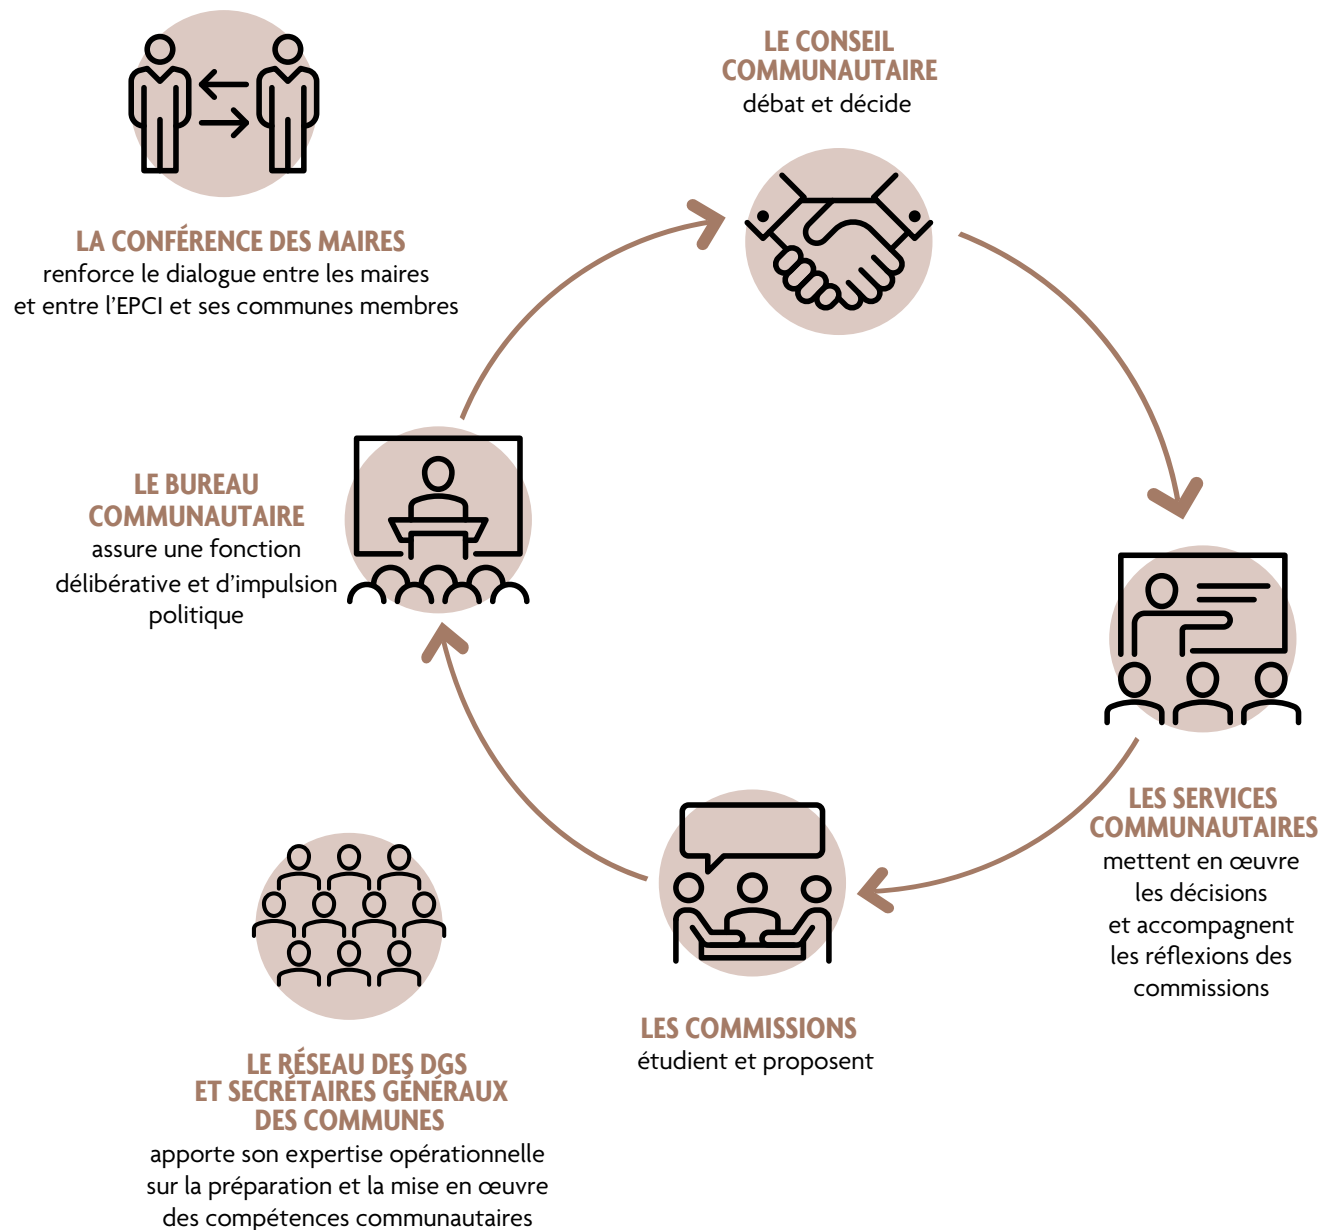 LE CONSEIL
COMMUNAUTAIRE
débat et décide
LA CONFÉRENCE DES MAIRES
renforce le dialogue entre les maires
et entre l'EPCI et ses communes membres
LE BUREAU
COMMUNAUTAIRE
assure une fonction
délibérative et d'impulsion
politique
LES SERVICES
COMMUNAUTAIRES
mettent en œuvre
les décisions
et accompagnent
les réflexions des
commissions
LES COMMISSIONS
étudient et proposent
LE RÉSEAU DES DGS
ET SECRÉTAIRES GÉNÉRAUX
DES COMMUNES
apporte son expertise opérationnelle
sur la préparation et la mise en œuvre
des compétences communautaires